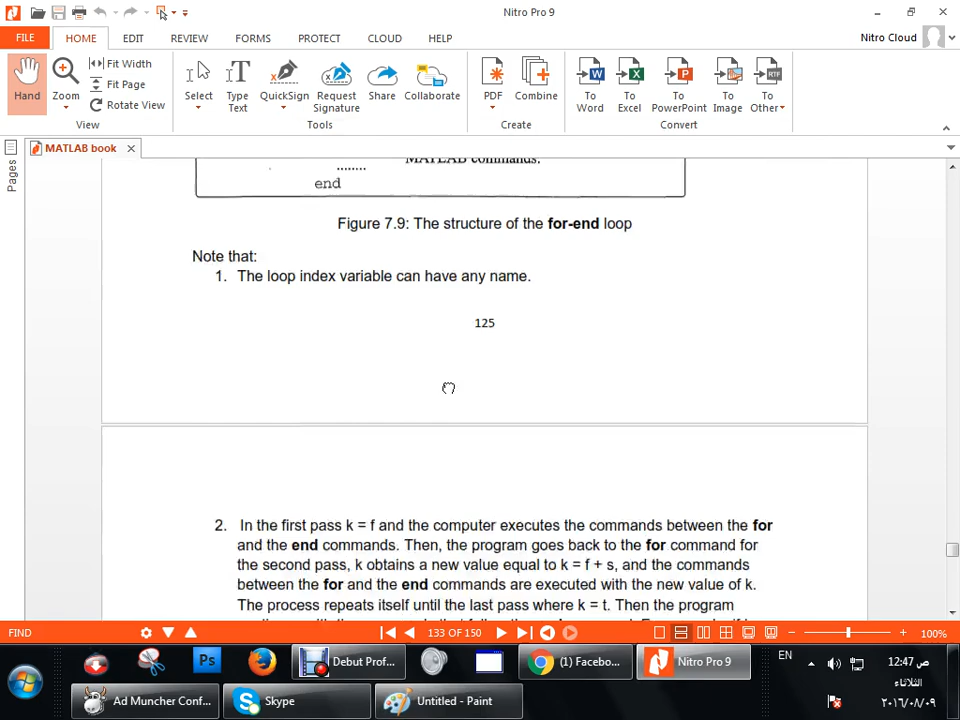 Nitro Pro 9
FILE HOME EDIT REVIEW FORMS PROTECT CLOUD HELP Nitro Cloud
Hand
Zoom
Fit Width
Fit Page
Rotate View
View
Select
Type Text
QuickSign
Request Signature
Share
Collaborate
Tools
PDF
Combine
Create
To Word
To Excel
To PowerPoint
To Image
To Other
Convert
Pages
MATLAB book
MATLAB commands.
........
end
Figure 7.9: The structure of the for-end loop
Note that:
1. The loop index variable can have any name.
125
2. In the first pass k = f and the computer executes the commands between the for
and the end commands. Then, the program goes back to the for command for
the second pass, k obtains a new value equal to k = f + s, and the commands
between the for and the end commands are executed with the new value of k.
The process repeats itself until the last pass where k = t. Then the program
FIND 133 OF 150 100%
Debut Prof...
(1) Facebo...
Nitro Pro 9
EN
12:47 ص
الثلاثاء
٢٠١٦/٠٨/٠٩
Ad Muncher Conf...
Skype
Untitled - Paint
Ps